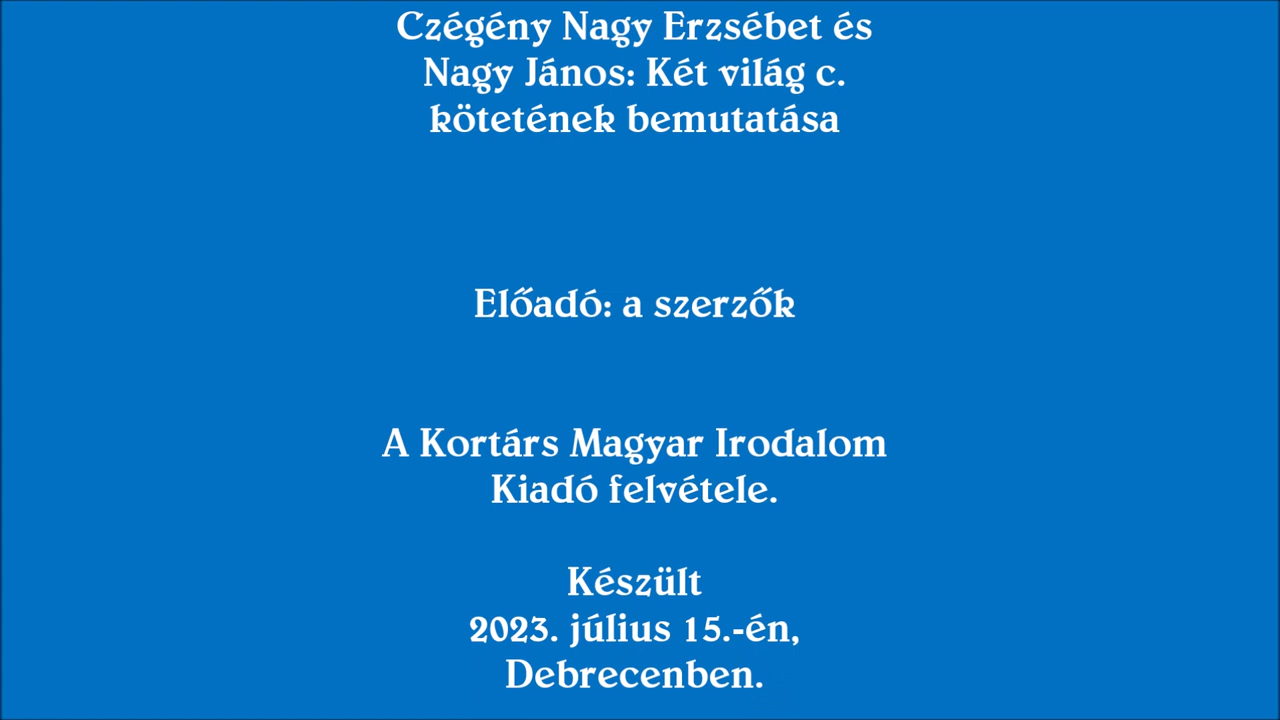 Czégény Nagy Erzsébet és
Nagy János: Két világ c.
kötetének bemutatása
Előadó: a szerzők
A Kortárs Magyar Irodalom
Kiadó felvétele.
Készült
2023. július 15.-én,
Debrecenben.